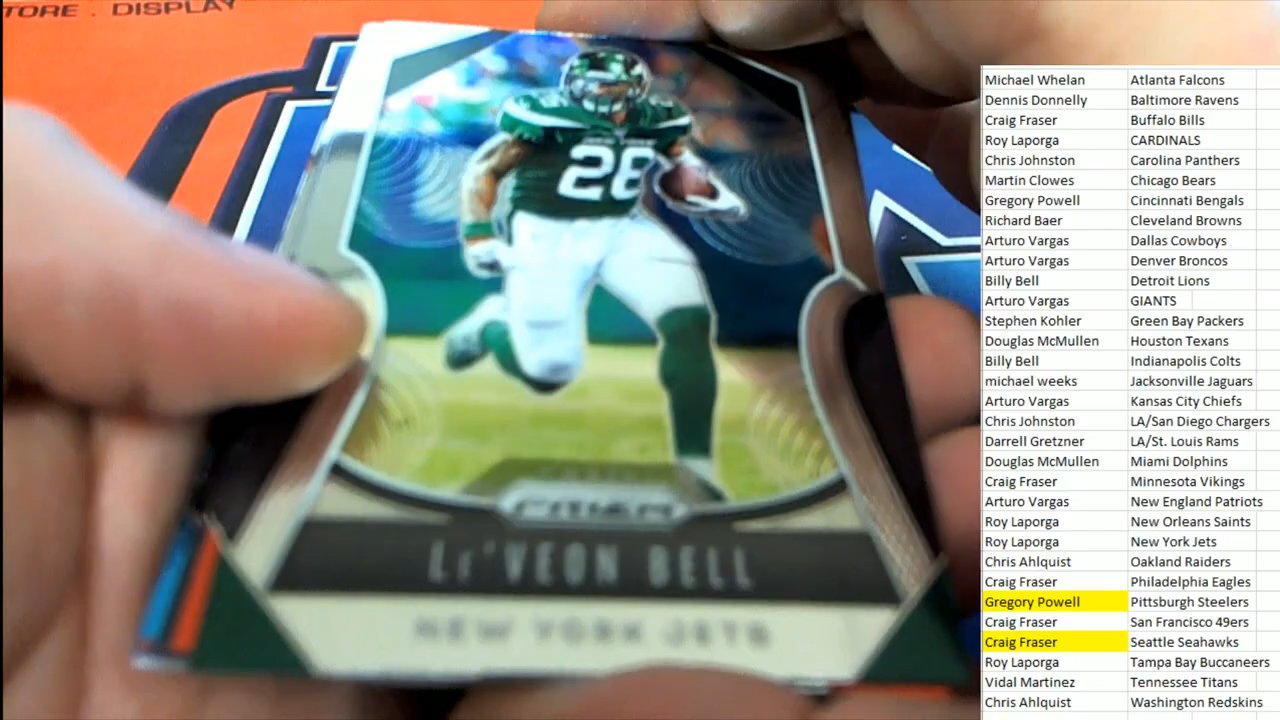 TORE . DISPLAY
NEW YORK
28
PRIZM
LE'VEON BELL
NEW YORK JETS
Michael Whelan Atlanta Falcons
Dennis Donnelly Baltimore Ravens
Craig Fraser Buffalo Bills
Roy Laporga CARDINALS
Chris Johnston Carolina Panthers
Martin Clowes Chicago Bears
Gregory Powell Cincinnati Bengals
Richard Baer Cleveland Browns
Arturo Vargas Dallas Cowboys
Arturo Vargas Denver Broncos
Billy Bell Detroit Lions
Arturo Vargas GIANTS
Stephen Kohler Green Bay Packers
Douglas McMullen Houston Texans
Billy Bell Indianapolis Colts
michael weeks Jacksonville Jaguars
Arturo Vargas Kansas City Chiefs
Chris Johnston LA/San Diego Chargers
Darrell Gretzner LA/St. Louis Rams
Douglas McMullen Miami Dolphins
Craig Fraser Minnesota Vikings
Arturo Vargas New England Patriots
Roy Laporga New Orleans Saints
Roy Laporga New York Jets
Chris Ahlquist Oakland Raiders
Craig Fraser Philadelphia Eagles
Gregory Powell Pittsburgh Steelers
Craig Fraser San Francisco 49ers
Craig Fraser Seattle Seahawks
Roy Laporga Tampa Bay Buccaneers
Vidal Martinez Tennessee Titans
Chris Ahlquist Washington Redskins